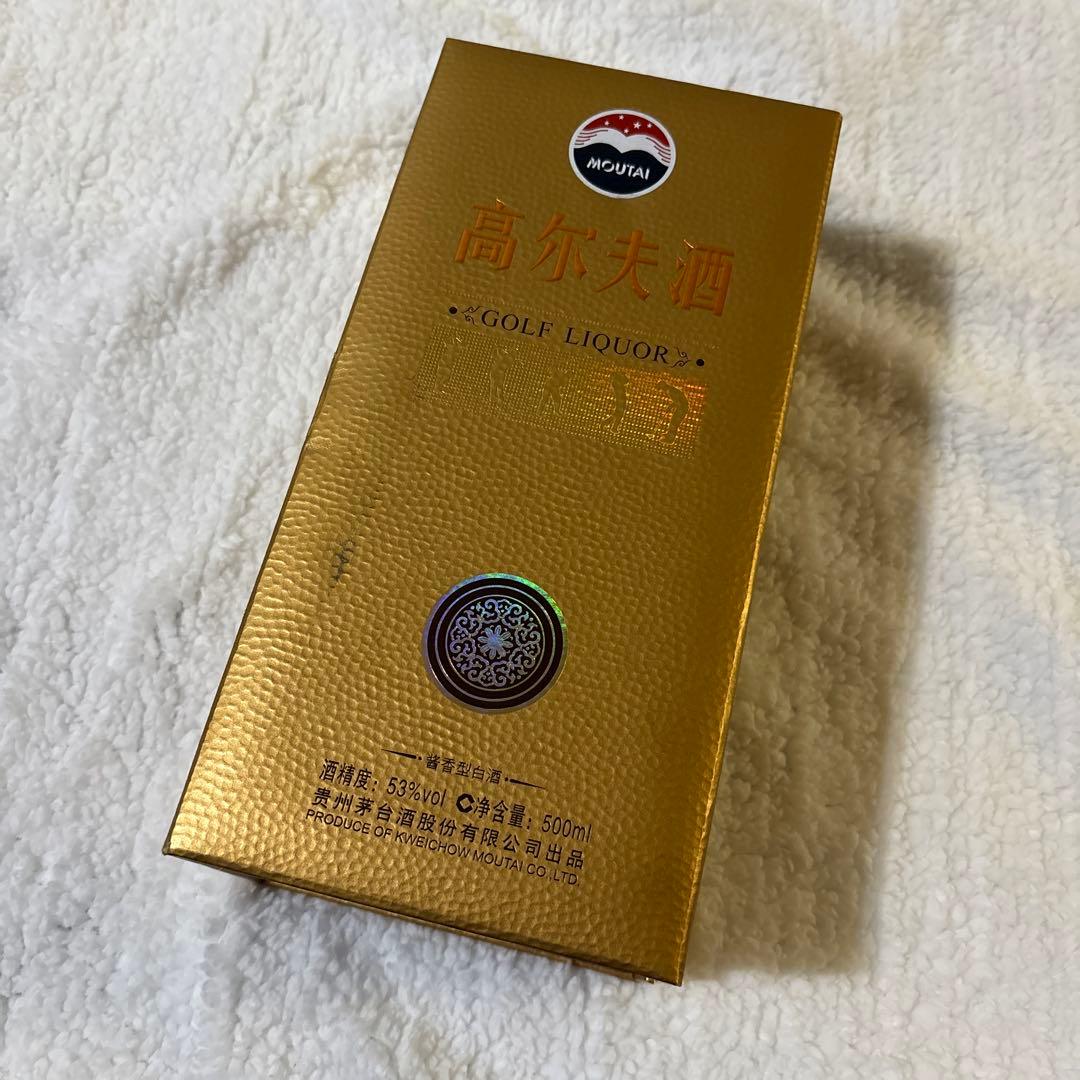 MOUTAI
高尔夫酒
GOLF LIQUOR
酱香型白酒
酒精度：53%vol 净含量：500ml
贵州茅台酒股份有限公司出品
PRODUCE OF KWEICHOW MOUTAI CO.,LTD.